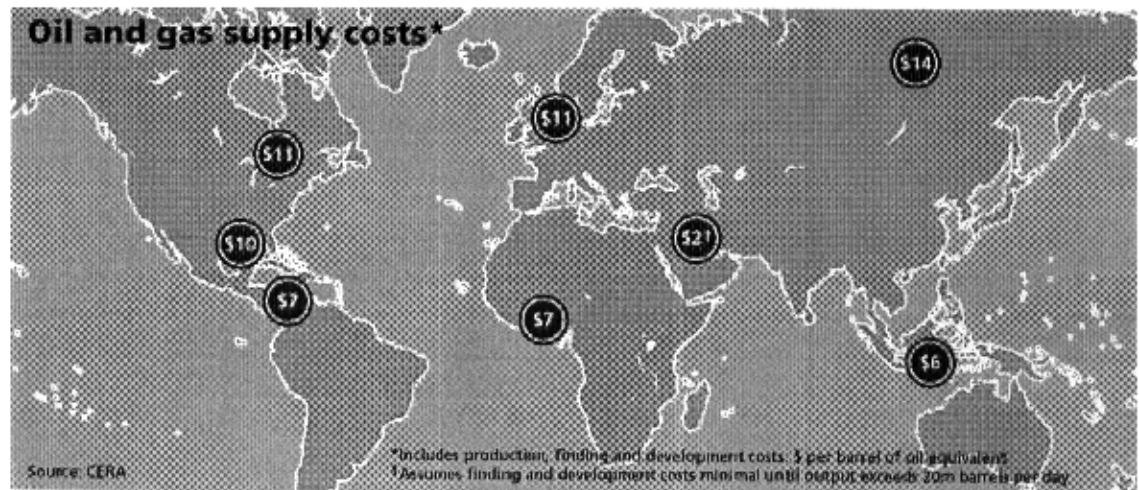 Oil and gas supply costs*
$14
$11
$11
$2†
$10
$7
$7
$6
*Includes production, finding and development costs. $ per barrel of oil equivalent
†Assumes finding and development costs minimal until output exceeds 20m barrels per day
Source: CERA